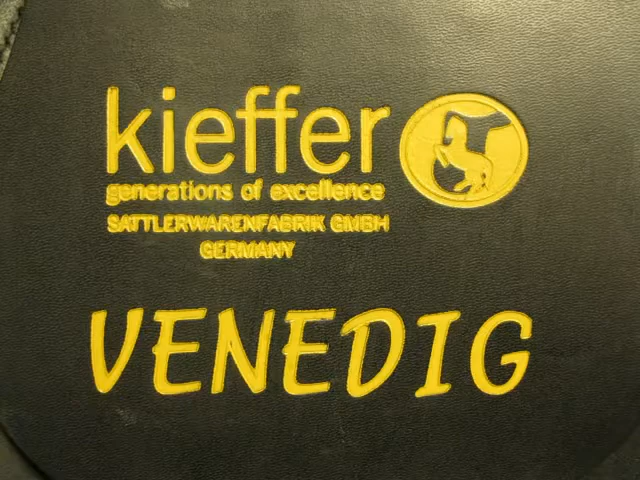 kieffer
generations of excellence
SATTLERWARENFABRIK GMBH
GERMANY
VENEDIG